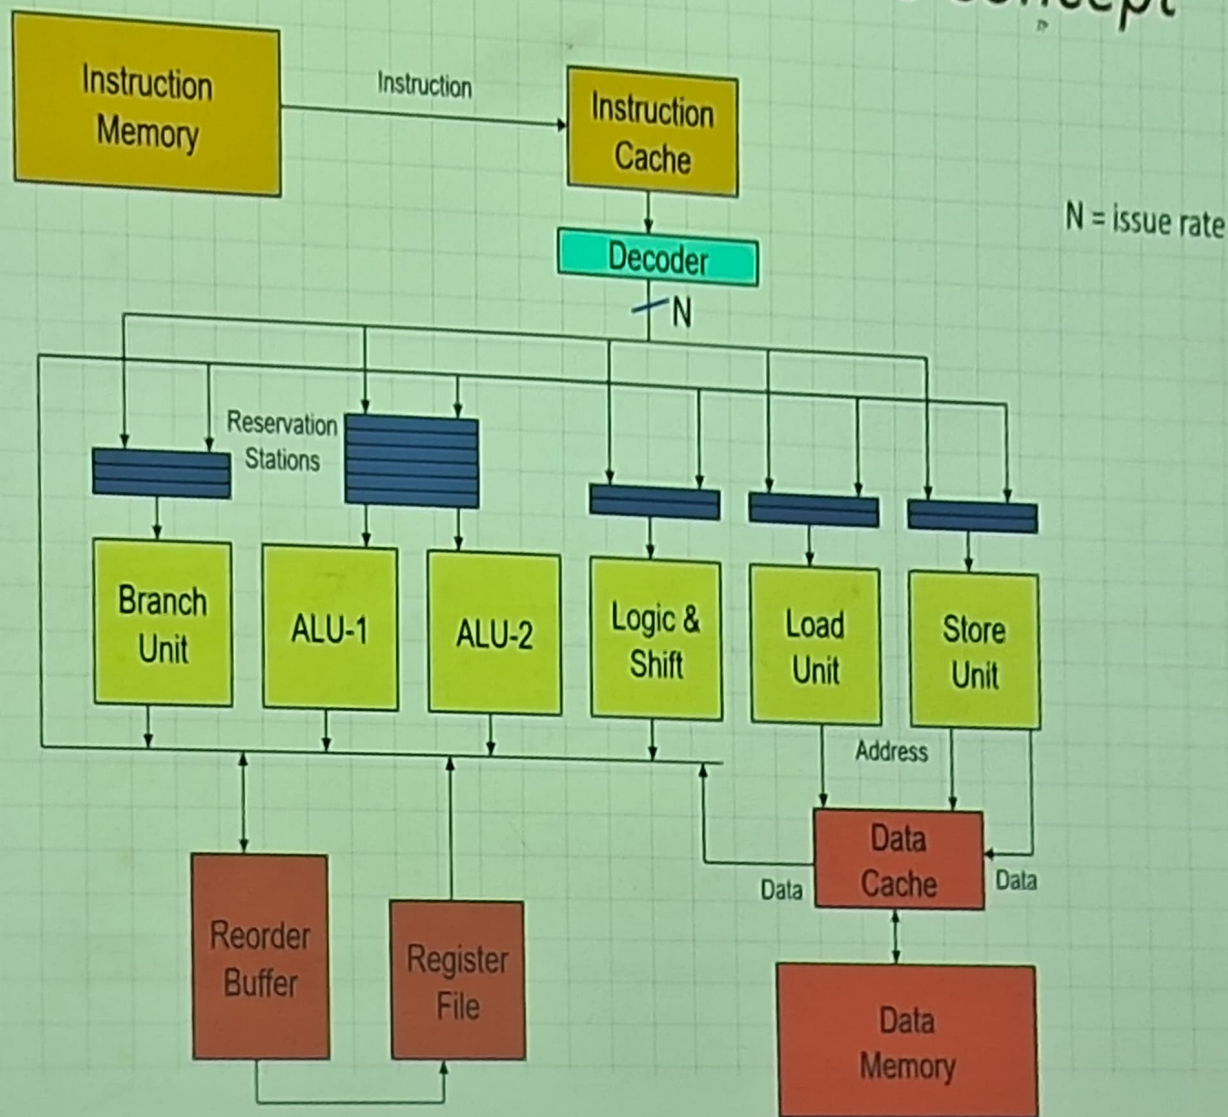 Concept
Instruction
Memory
Instruction
Instruction
Cache
N = issue rate
Decoder
N
Reservation
Stations
Branch
Unit
ALU-1
ALU-2
Logic &
Shift
Load
Unit
Store
Unit
Address
Data
Cache
Data
Data
Reorder
Buffer
Register
File
Data
Memory